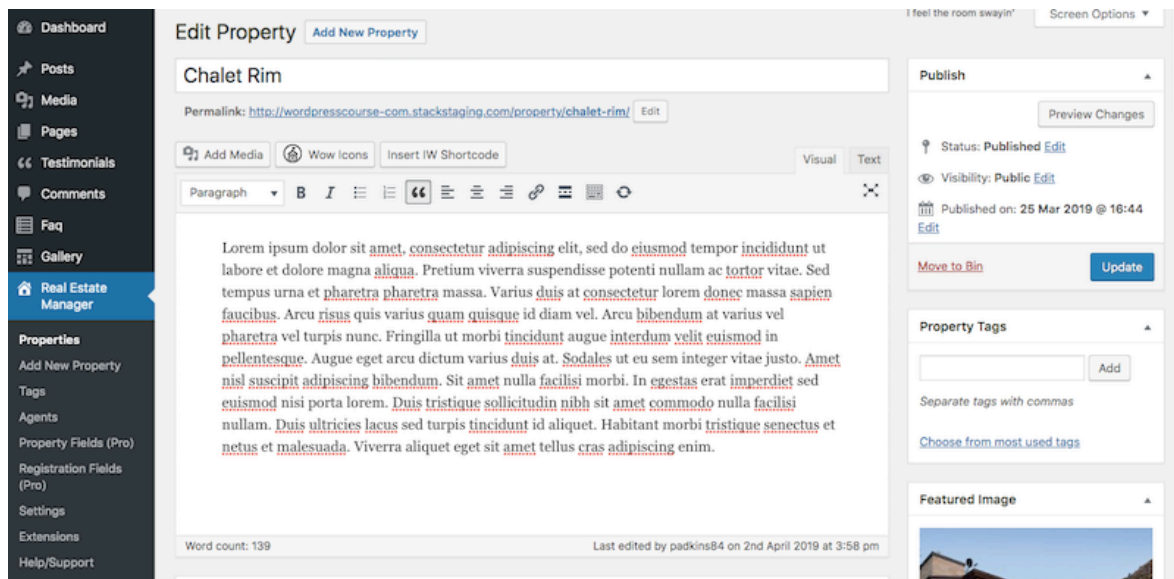 Dashboard
Posts
Media
Pages
Testimonials
Comments
Faq
Gallery
Real Estate
Manager
Properties
Add New Property
Tags
Agents
Property Fields (Pro)
Registration Fields
(Pro)
Settings
Extensions
Help/Support
I feel the room swayin'
Screen Options ▼
Edit Property Add New Property
Chalet Rim
Permalink: http://wordpresscourse-com.stackstaging.com/property/chalet-rim/ Edit
Add Media Wow Icons Insert IW Shortcode
Visual Text
Paragraph B I
Lorem ipsum dolor sit amet, consectetur adipiscing elit, sed do eiusmod tempor incididunt ut
labore et dolore magna aliqua. Pretium viverra suspendisse potenti nullam ac tortor vitae. Sed
tempus urna et pharetra pharetra massa. Varius duis at consectetur lorem donec massa sapien
faucibus. Arcu risus quis varius quam quisque id diam vel. Arcu bibendum at varius vel
pharetra vel turpis nunc. Fringilla ut morbi tincidunt augue interdum velit euismod in
pellentesque. Augue eget arcu dictum varius duis at. Sodales ut eu sem integer vitae justo. Amet
nisl suscipit adipiscing bibendum. Sit amet nulla facilisi morbi. In egestas erat imperdiet sed
euismod nisi porta lorem. Duis tristique sollicitudin nibh sit amet commodo nulla facilisi
nullam. Duis ultricies lacus sed turpis tincidunt id aliquet. Habitant morbi tristique senectus et
netus et malesuada. Viverra aliquet eget sit amet tellus cras adipiscing enim.
Word count: 139
Last edited by padkins84 on 2nd April 2019 at 3:58 pm
Publish
Preview Changes
Status: Published Edit
Visibility: Public Edit
Published on: 25 Mar 2019 @ 16:44
Edit
Move to Bin
Update
Property Tags
Add
Separate tags with commas
Choose from most used tags
Featured Image